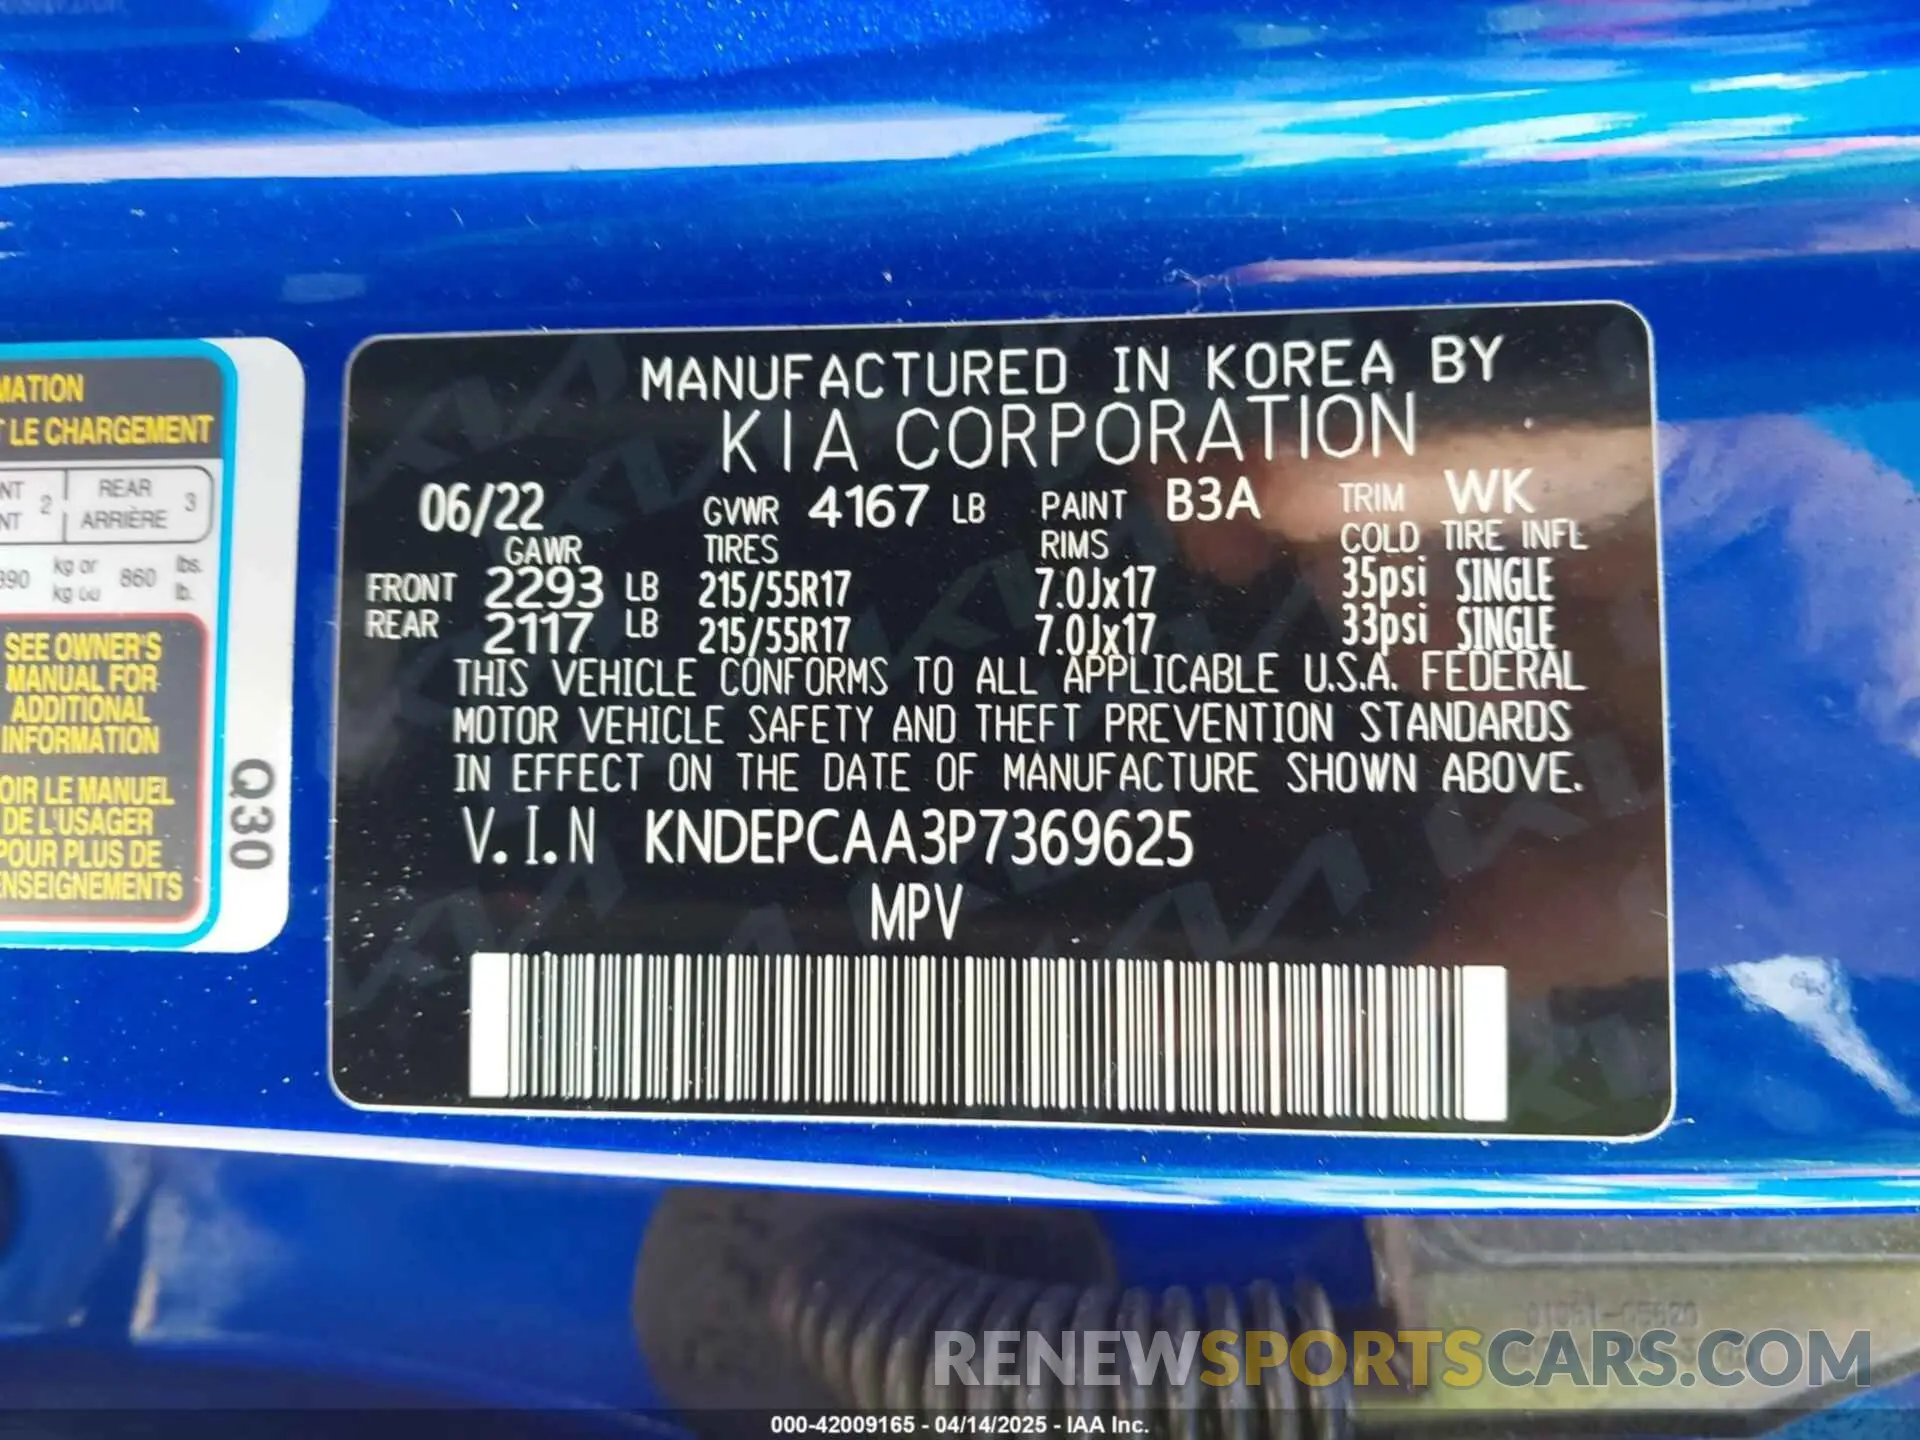 MATION
T LE CHARGEMENT
NT 2 REAR 3
NT ARRIÈRE
390 kg or 860 lbs.
kg ou lb.
SEE OWNER'S
MANUAL FOR
ADDITIONAL
INFORMATION
OIR LE MANUEL
DE L'USAGER
POUR PLUS DE
ENSEIGNEMENTS
Q30
MANUFACTURED IN KOREA BY
KIA CORPORATION
06/22 GVWR 4167 LB PAINT B3A TRIM WK
GAWR TIRES RIMS COLD TIRE INFL
FRONT 2293 LB 215/55R17 7.0Jx17 35psi SINGLE
REAR 2117 LB 215/55R17 7.0Jx17 33psi SINGLE
THIS VEHICLE CONFORMS TO ALL APPLICABLE U.S.A. FEDERAL
MOTOR VEHICLE SAFETY AND THEFT PREVENTION STANDARDS
IN EFFECT ON THE DATE OF MANUFACTURE SHOWN ABOVE.
V.I.N KNDEPCAA3P7369625
MPV
RENEWSPORTSCARS.COM
000-42009165 - 04/14/2025 - IAA Inc.